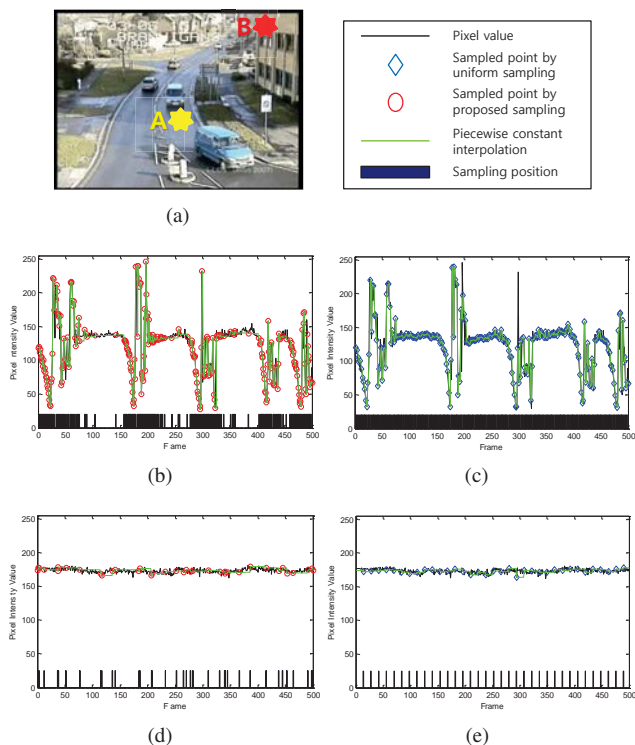 B
A
(a)
Pixel value
Sampled point by
uniform sampling
Sampled point by
proposed sampling
Piecewise constant
interpolation
Sampling position
Pixel Intensity Value
250
200
150
100
50
0
0 50 100 150 200 250 300 350 400 450 500
F ame
(b)
Pixel Intensity Value
250
200
150
100
50
0
0 50 100 150 200 250 300 350 400 450 500
Frame
(c)
Pixel Intensity Value
250
200
150
100
50
0
0 50 100 150 200 250 300 350 400 450 500
F ame
(d)
Pixel Intensity Value
250
200
150
100
50
0
0 50 100 150 200 250 300 350 400 450 500
Frame
(e)